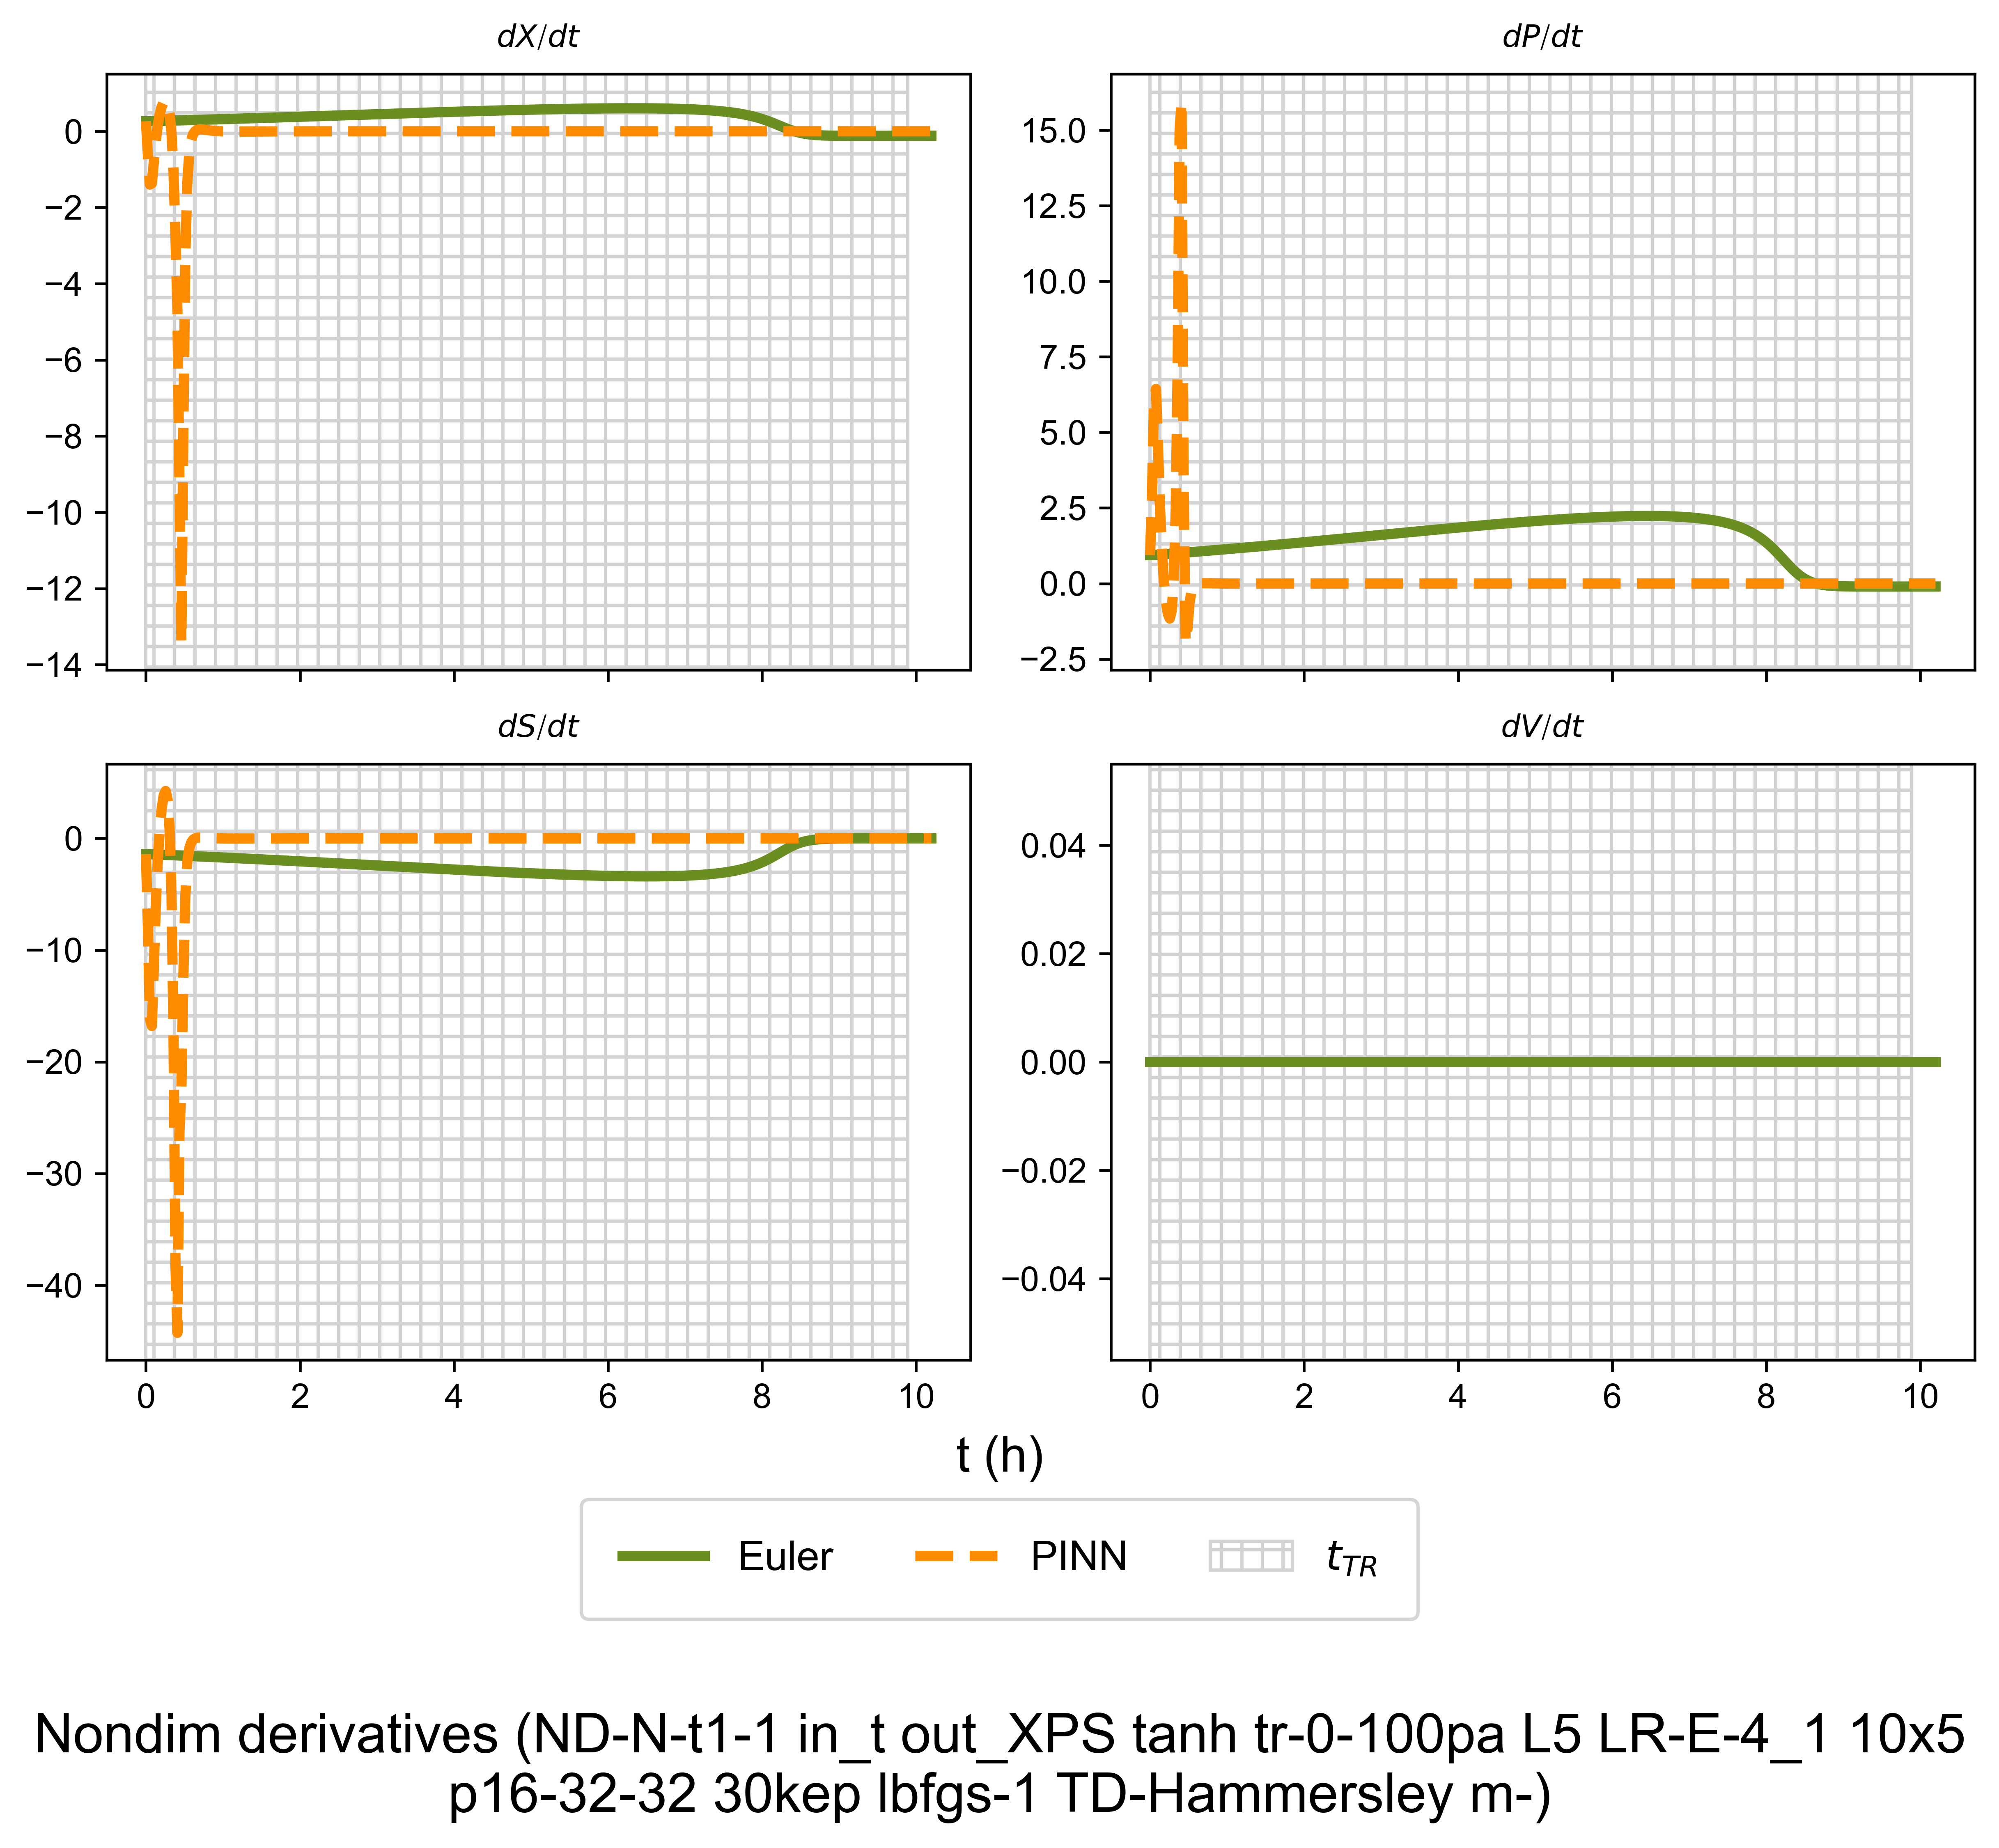 dX/dt
dP/dt
0
−2
−4
−6
−8
−10
−12
−14
15.0
12.5
10.0
7.5
5.0
2.5
0.0
−2.5
dS/dt
dV/dt
0
−10
−20
−30
−40
0 2 4 6 8 10
0.04
0.02
0.00
−0.02
−0.04
0 2 4 6 8 10
t (h)
Euler PINN t_TR
Nondim derivatives (ND-N-t1-1 in_t out_XPS tanh tr-0-100pa L5 LR-E-4_1 10x5
p16-32-32 30kep lbfgs-1 TD-Hammersley m-)